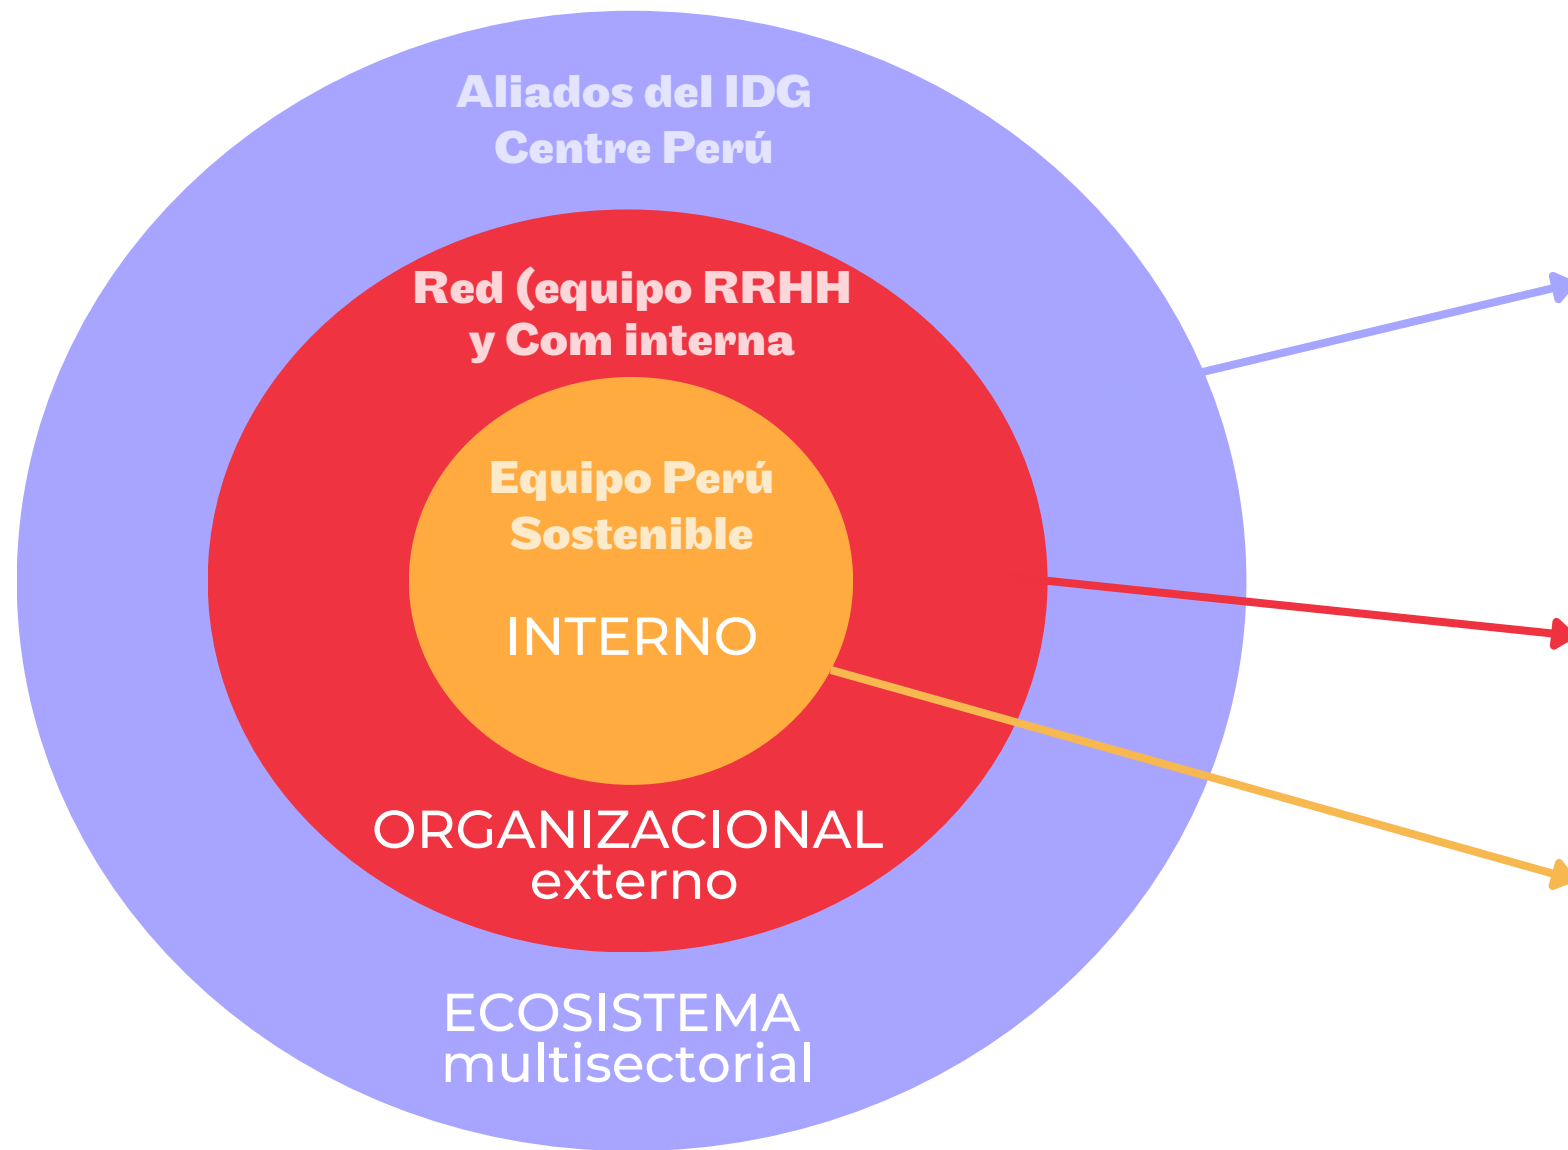 Aliados del IDG
Centre Perú
Red (equipo RRHH
y Com interna
Equipo Perú
Sostenible
INTERNO
ORGANIZACIONAL
externo
ECOSISTEMA
multisectorial